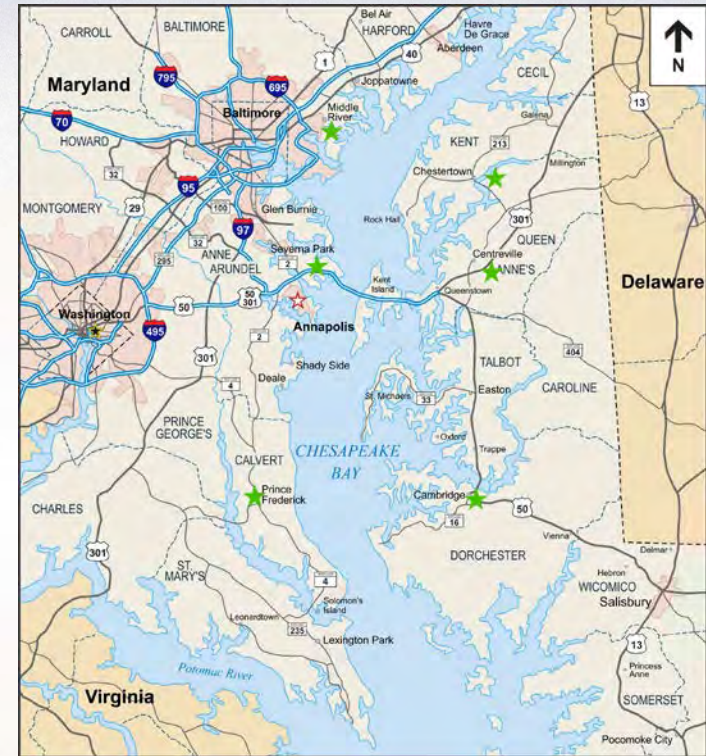 CARROLL
BALTIMORE
Bel Air
HARFORD
Havre
De Grace
Aberdeen
N
795
695
1
40
CECIL
13
Maryland
Joppatowne
Baltimore
Middle
River
Galena
70
HOWARD
KENT
213
Millington
32
95
Chestertown
MONTGOMERY
29
100
Glen Burnie
Rock Hall
301
97
QUEEN
32
Severna Park
295
ANNE
ARUNDEL
2
Centreville
ANNE'S
Kent
Island
Queenstown
Delaware
Washington
50
50
301
495
Annapolis
301
2
TALBOT
404
Shady Side
4
Deale
St. Michaels
33
Easton
CAROLINE
PRINCE
GEORGE'S
Oxford
Trappe
CHESAPEAKE
BAY
CALVERT
Prince
Frederick
Cambridge
CHARLES
16
50
Vienna
301
DORCHESTER
Delmar
ST.
MARY'S
4
Hebron
WICOMICO
Salisbury
Solomon's
Island
Leonardtown
235
Lexington Park
13
Potomac River
Princess
Anne
Virginia
SOMERSET
Pocomoke City